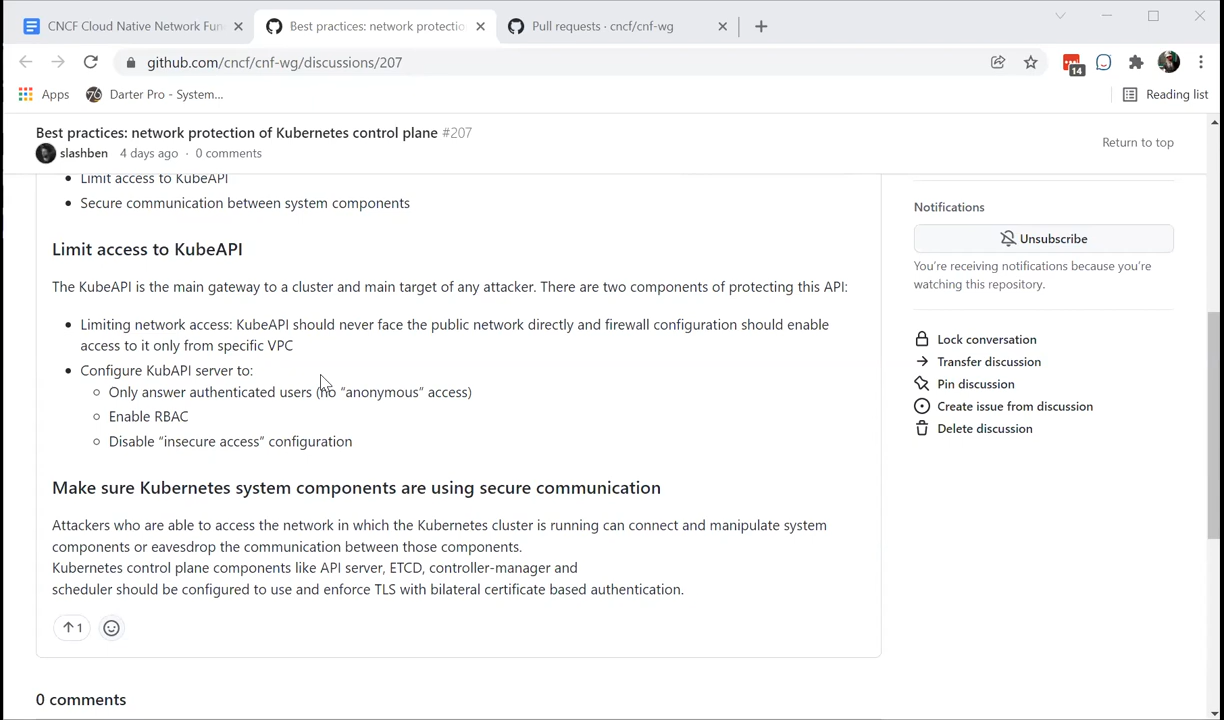 CNCF Cloud Native Network Fun
Best practices: network protectio
Pull requests · cncf/cnf-wg
github.com/cncf/cnf-wg/discussions/207
14
Apps
Darter Pro - System...
Reading list
Best practices: network protection of Kubernetes control plane #207
slashben 4 days ago · 0 comments
Return to top
Limit access to KubeAPI
Secure communication between system components
Limit access to KubeAPI
The KubeAPI is the main gateway to a cluster and main target of any attacker. There are two components of protecting this API:
Limiting network access: KubeAPI should never face the public network directly and firewall configuration should enable
access to it only from specific VPC
Configure KubAPI server to:
Only answer authenticated users (no “anonymous” access)
Enable RBAC
Disable “insecure access” configuration
Make sure Kubernetes system components are using secure communication
Attackers who are able to access the network in which the Kubernetes cluster is running can connect and manipulate system
components or eavesdrop the communication between those components.
Kubernetes control plane components like API server, ETCD, controller-manager and
scheduler should be configured to use and enforce TLS with bilateral certificate based authentication.
1
0 comments
Notifications
Unsubscribe
You’re receiving notifications because you’re
watching this repository.
Lock conversation
Transfer discussion
Pin discussion
Create issue from discussion
Delete discussion